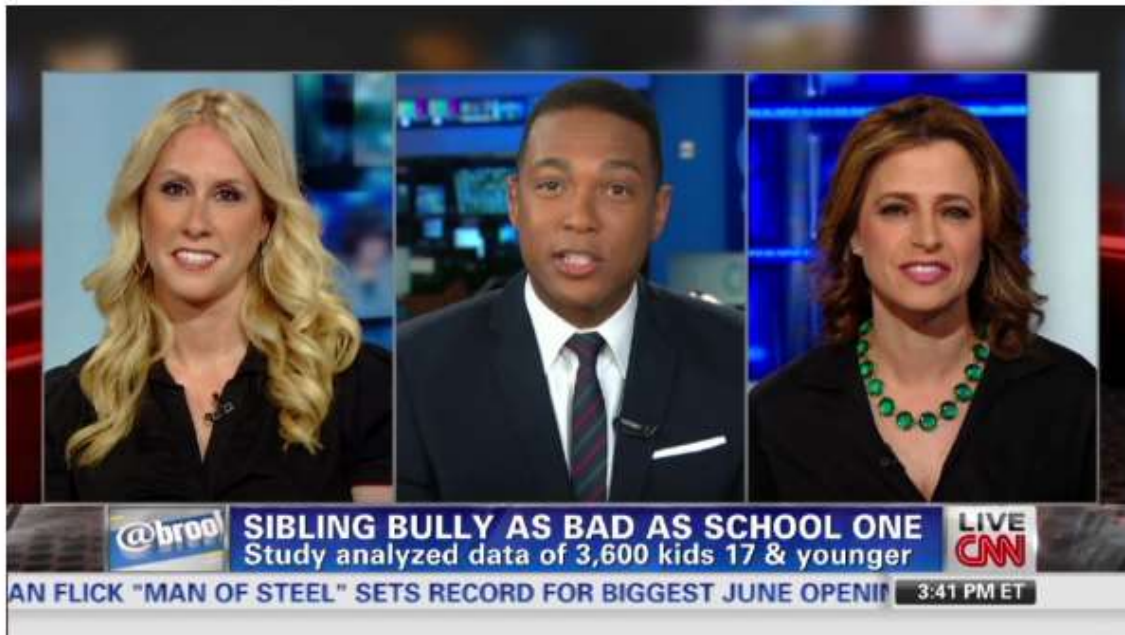 @brool
SIBLING BULLY AS BAD AS SCHOOL ONE
Study analyzed data of 3,600 kids 17 & younger
LIVE
CNN
AN FLICK "MAN OF STEEL" SETS RECORD FOR BIGGEST JUNE OPENIN
3:41 PM ET